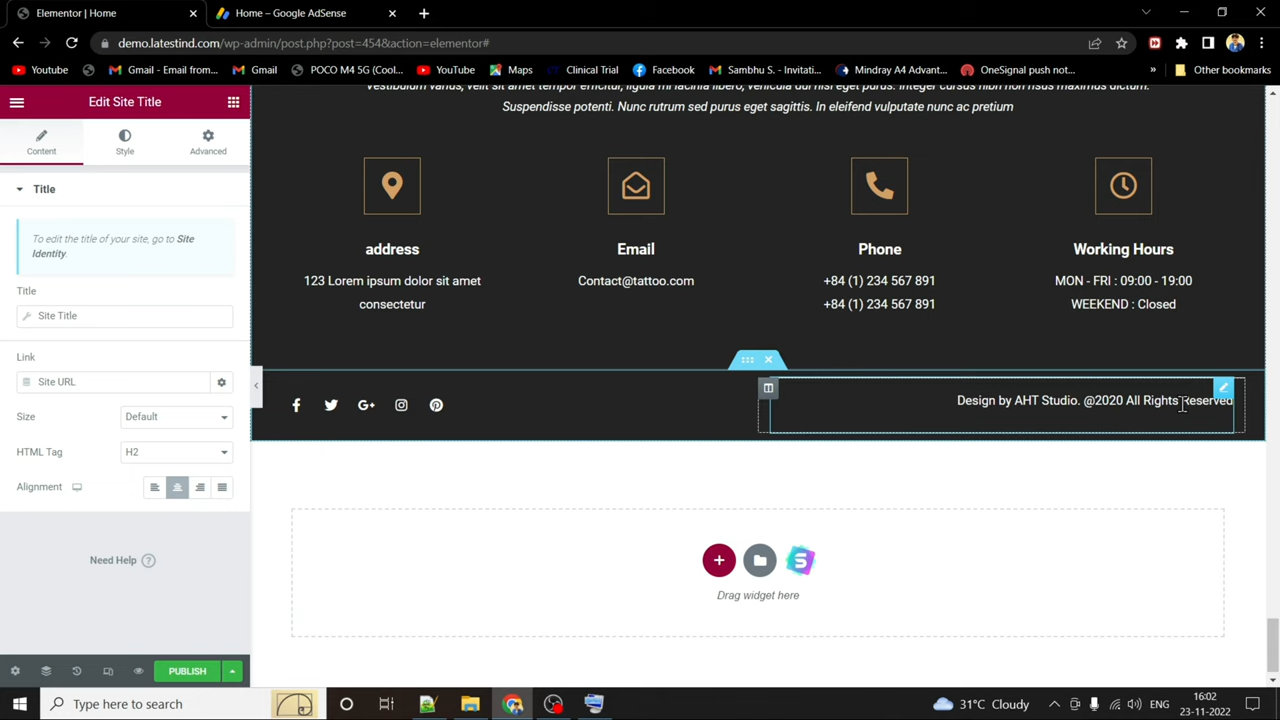 Elementor | Home
Home – Google AdSense
demo.latestind.com/wp-admin/post.php?post=454&action=elementor#
Youtube
Gmail - Email from...
Gmail
POCO M4 5G (Cool...
YouTube
Maps
Clinical Trial
Facebook
Sambhu S. - Invitati...
Mindray A4 Advant...
OneSignal push not...
»
Other bookmarks
Edit Site Title
Content
Style
Advanced
Title
To edit the title of your site, go to Site
Identity.
Title
Site Title
Link
Site URL
Size
Default
HTML Tag
H2
Alignment
Need Help ?
PUBLISH
Suspendisse potenti. Nunc rutrum sed purus eget sagittis. In eleifend vulputate nunc ac pretium
address
123 Lorem ipsum dolor sit amet
consectetur
Email
Contact@tattoo.com
Phone
+84 (1) 234 567 891
+84 (1) 234 567 891
Working Hours
MON - FRI : 09:00 - 19:00
WEEKEND : Closed
Design by AHT Studio. @2020 All Rights Reserved
Drag widget here
Type here to search
31°C Cloudy
ENG
16:02
23-11-2022